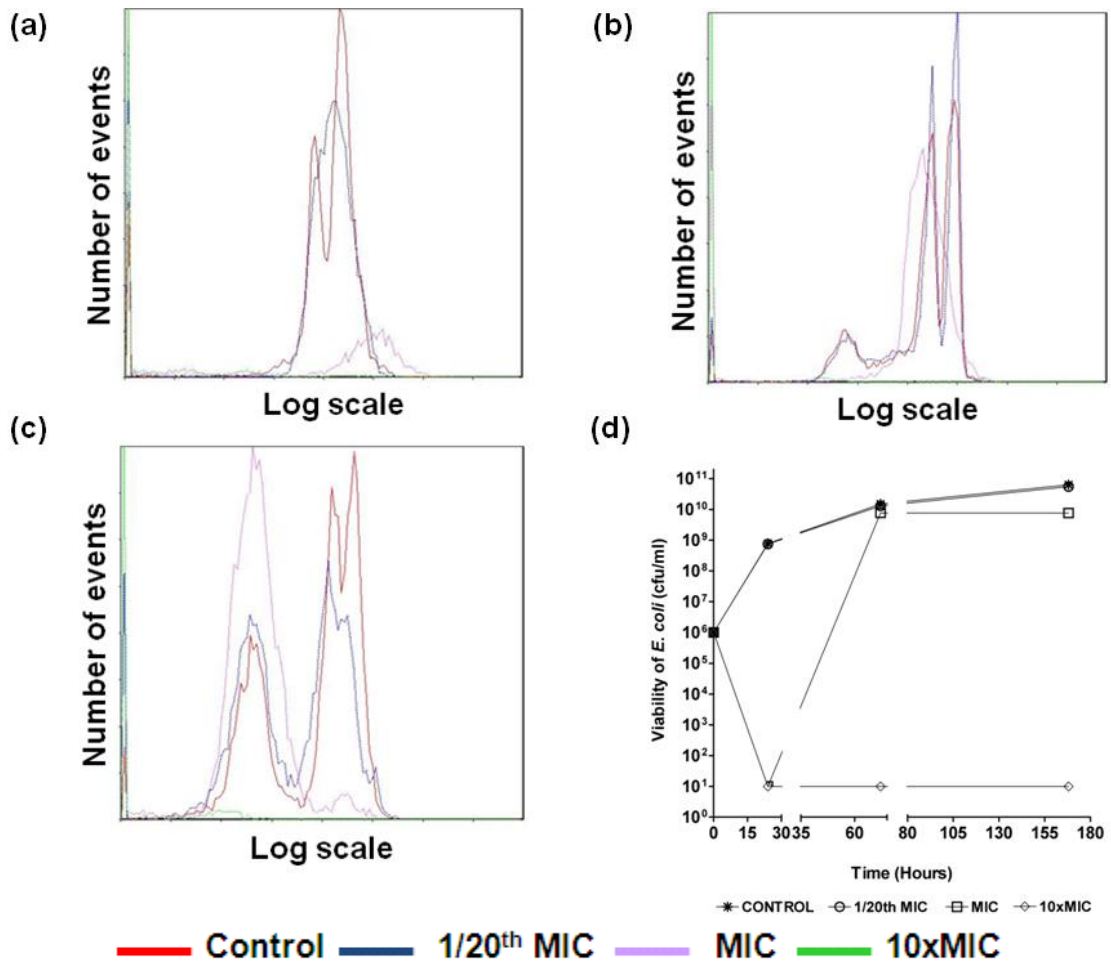 (a)
Number of events
Log scale
(b)
Number of events
Log scale
(c)
Number of events
Log scale
(d)
Viability of E. coli (cfu/ml)
10¹¹
10¹⁰
10⁹
10⁸
10⁷
10⁶
10⁵
10⁴
10³
10²
10¹
10⁰
0 15 30 35 60 80 105 130 155 180
Time (Hours)
CONTROL 1/20th MIC MIC 10xMIC
Control 1/20ᵗʰ MIC MIC 10xMIC